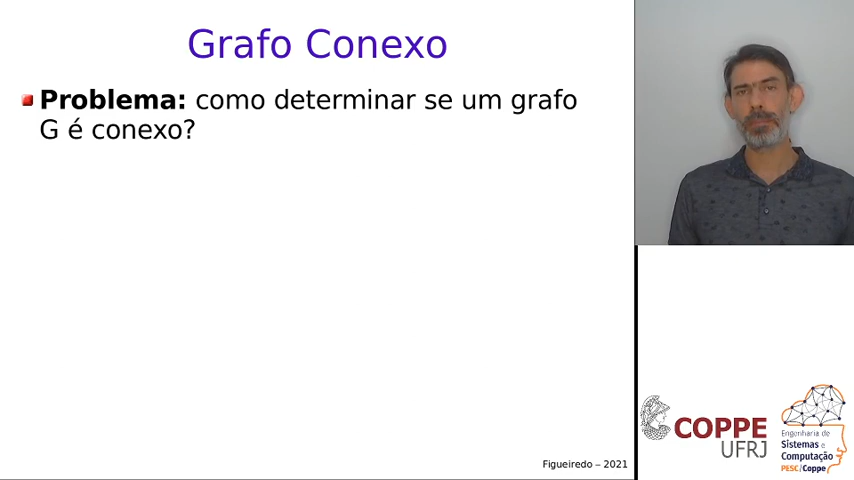 Grafo Conexo
Problema: como determinar se um grafo
G é conexo?
Figueiredo – 2021
COPPE
UFRJ
Engenharia de
Sistemas e
Computação
PESC/Coppe